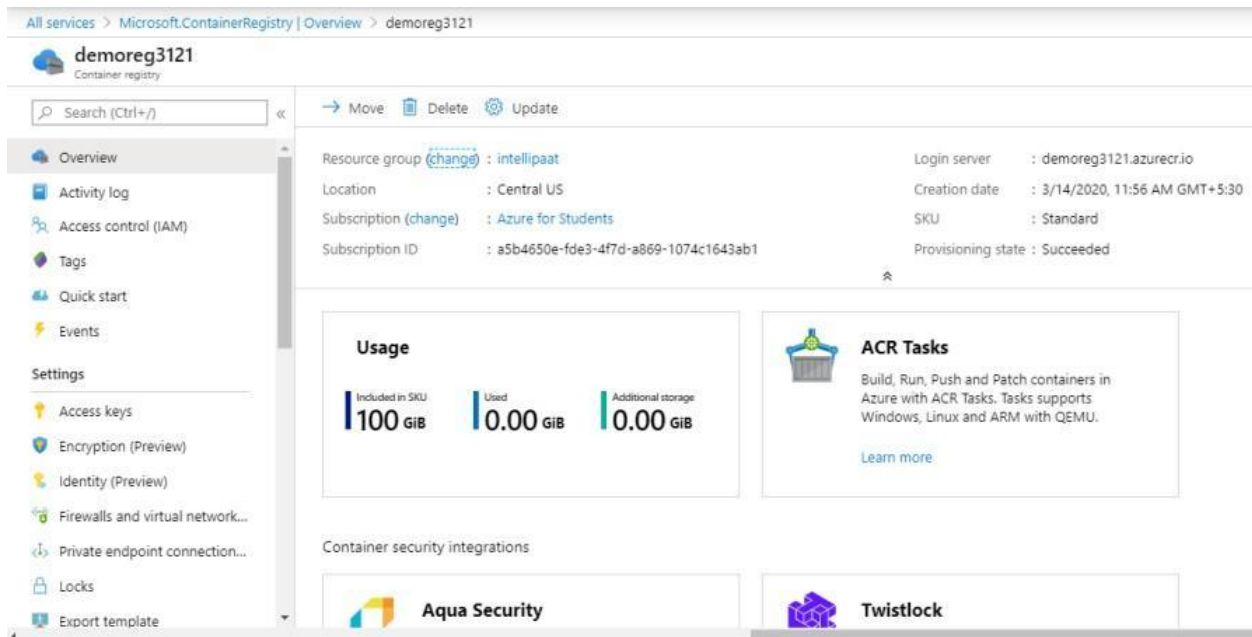 All services > Microsoft.ContainerRegistry | Overview > demoreg3121
demoreg3121
Container registry
Search (Ctrl+/)
«
Overview
Activity log
Access control (IAM)
Tags
Quick start
Events
Settings
Access keys
Encryption (Preview)
Identity (Preview)
Firewalls and virtual network...
Private endpoint connection...
Locks
Export template
Move Delete Update
Resource group (change) : intellipaat
Location : Central US
Subscription (change) : Azure for Students
Subscription ID : a5b4650e-fde3-4f7d-a869-1074c1643ab1
Login server : demoreg3121.azurecr.io
Creation date : 3/14/2020, 11:56 AM GMT+5:30
SKU : Standard
Provisioning state : Succeeded
Usage
Included in SKU
100 GiB
Used
0.00 GiB
Additional storage
0.00 GiB
ACR Tasks
Build, Run, Push and Patch containers in
Azure with ACR Tasks. Tasks supports
Windows, Linux and ARM with QEMU.
Learn more
Container security integrations
Aqua Security
Twistlock